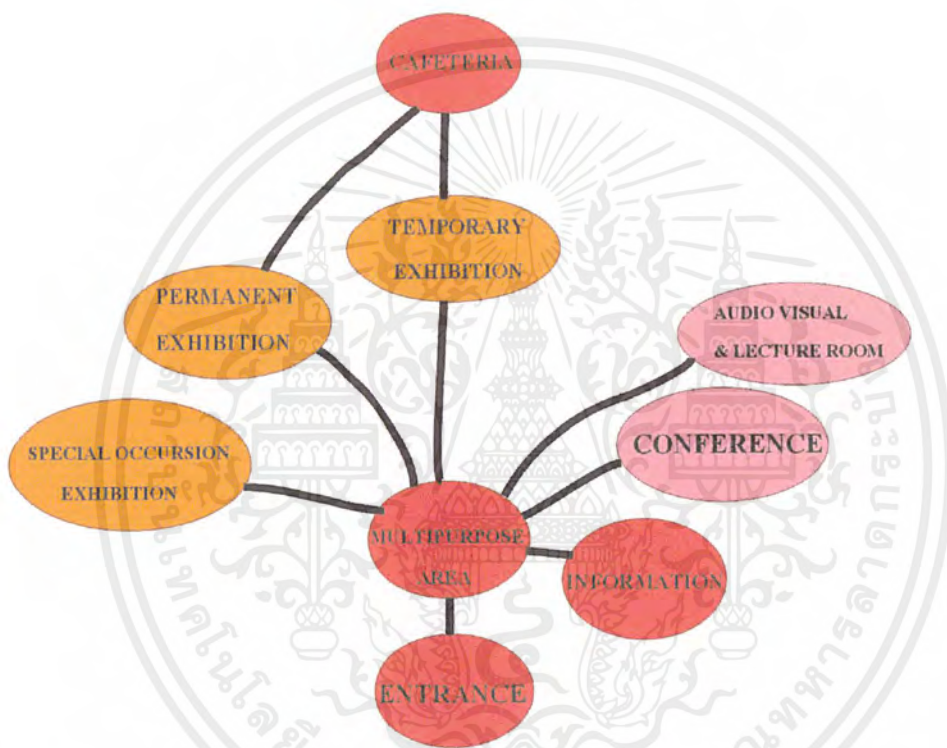 CAFETERIA
TEMPORARY
EXHIBITION
PERMANENT
EXHIBITION
AUDIO VISUAL
& LECTURE ROOM
CONFERENCE
SPECIAL OCCURSION
EXHIBITION
MULTIPURPOSE
AREA
INFORMATION
ENTRANCE